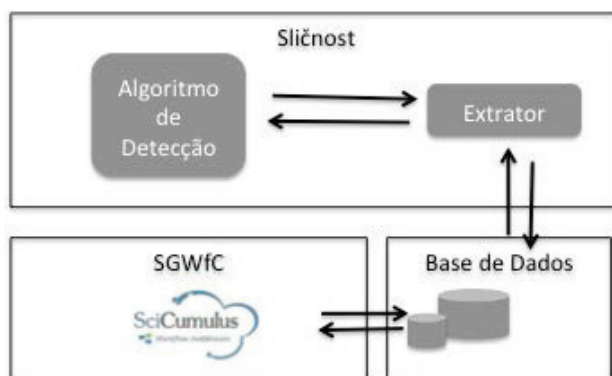 Sličnost
Algoritmo
de
Detecção
Extrator
SGWfC
Base de Dados
SciCumulus